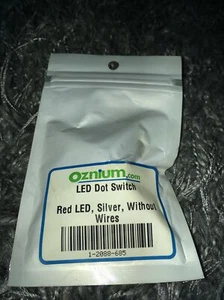 Oznium.com
LED Dot Switch
Red LED, Silver, Without
Wires
1-2088-685